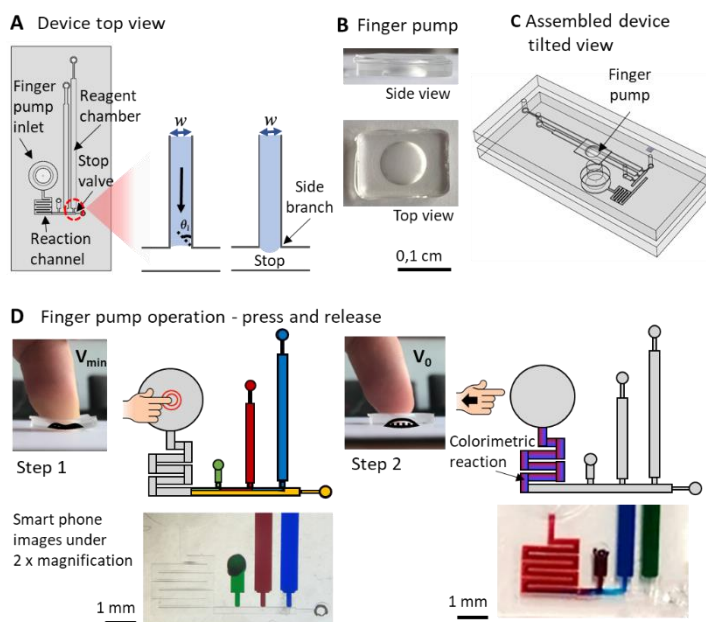 A Device top view
Finger
pump
inlet
Reagent
chamber
Stop
valve
Reaction
channel
w
w
θi
Side
branch
Stop
B Finger pump
Side view
Top view
0,1 cm
C Assembled device
tilted view
Finger
pump
D Finger pump operation - press and release
Vmin
Step 1
V0
Step 2
Colorimetric
reaction
Smart phone
images under
2 x magnification
1 mm
1 mm